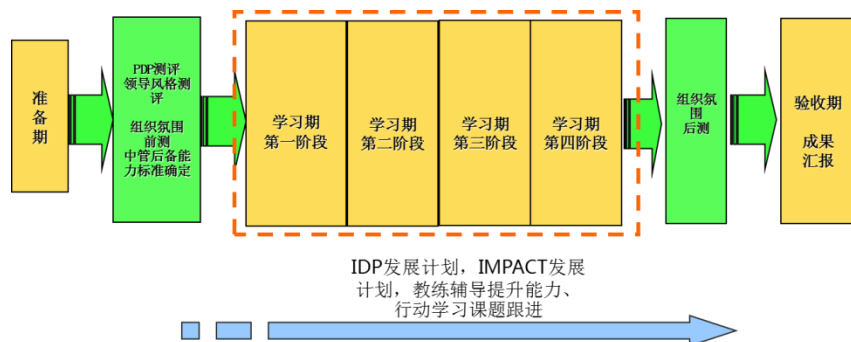 准
备
期
PDP测评
领导风格测
评
组织氛围
前测
中管后备能
力标准确定
学习期
第一阶段
学习期
第二阶段
学习期
第三阶段
学习期
第四阶段
组织氛
围
后测
验收期
成果
汇报
IDP发展计划，IMPACT发展
计划，教练辅导提升能力、
行动学习课题跟进